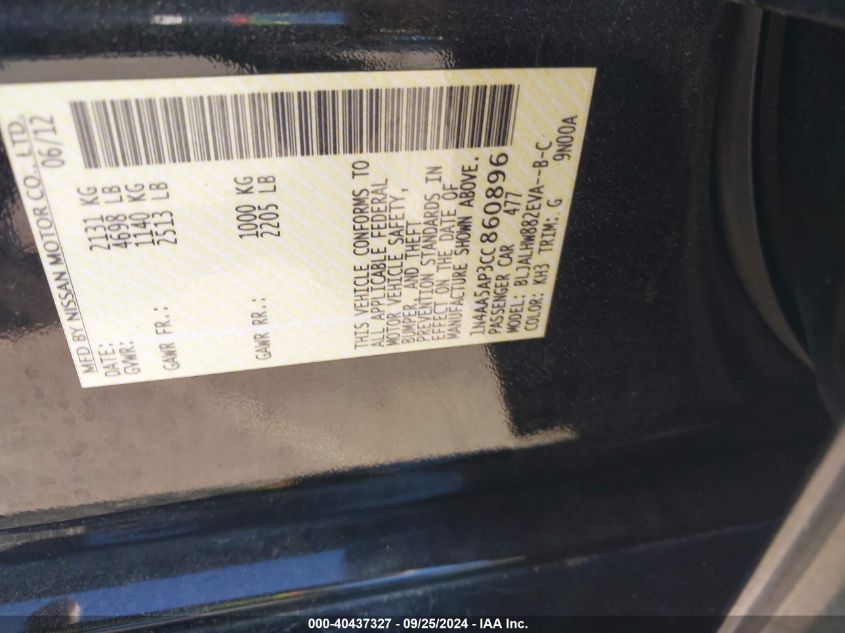 MFD BY NISSAN MOTOR CO., LTD.
DATE: 06/12
GVWR: 2131 KG
4698 LB
GAWR FR.: 1140 KG
2513 LB
GAWR RR.: 1000 KG
2205 LB
THIS VEHICLE CONFORMS TO
ALL APPLICABLE FEDERAL
MOTOR VEHICLE SAFETY,
BUMPER, AND THEFT
PREVENTION STANDARDS IN
EFFECT ON THE DATE OF
MANUFACTURE SHOWN ABOVE.
1N4AA5AP3CC860896
PASSENGER CAR 477
MODEL: BLJALHW882EVA--B-C
COLOR: KH3 TRIM: G 9N00A
000-40437327 - 09/25/2024 - IAA Inc.